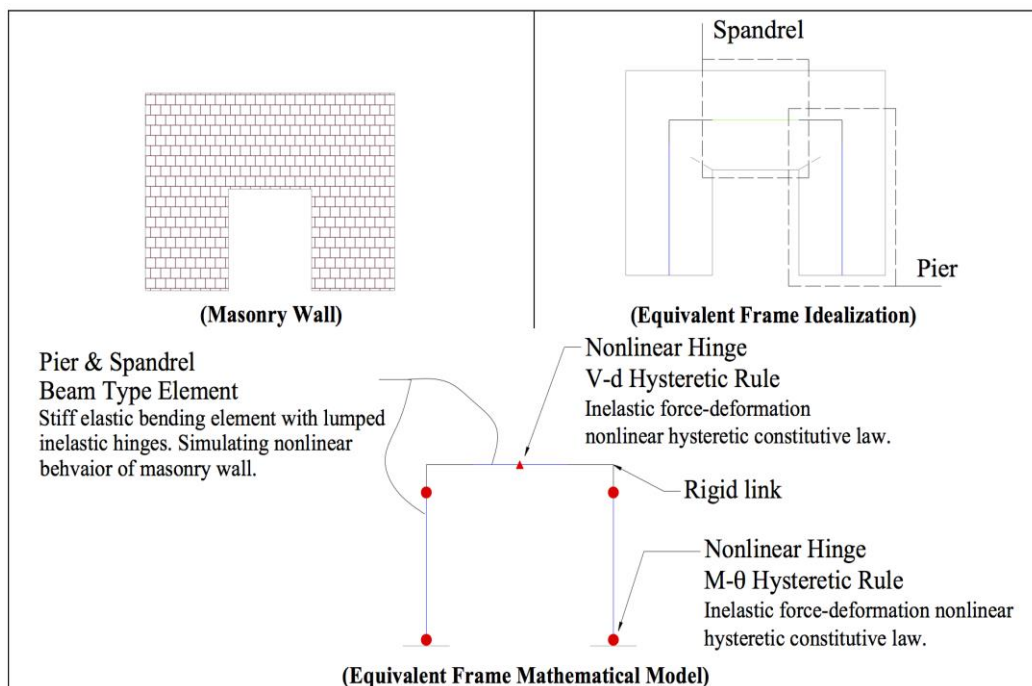 Spandrel
Pier
(Masonry Wall)
(Equivalent Frame Idealization)
Pier & Spandrel
Beam Type Element
Stiff elastic bending element with lumped
inelastic hinges. Simulating nonlinear
behvaior of masonry wall.
Nonlinear Hinge
V-d Hysteretic Rule
Inelastic force-deformation
nonlinear hysteretic constitutive law.
Rigid link
Nonlinear Hinge
M-θ Hysteretic Rule
Inelastic force-deformation nonlinear
hysteretic constitutive law.
(Equivalent Frame Mathematical Model)